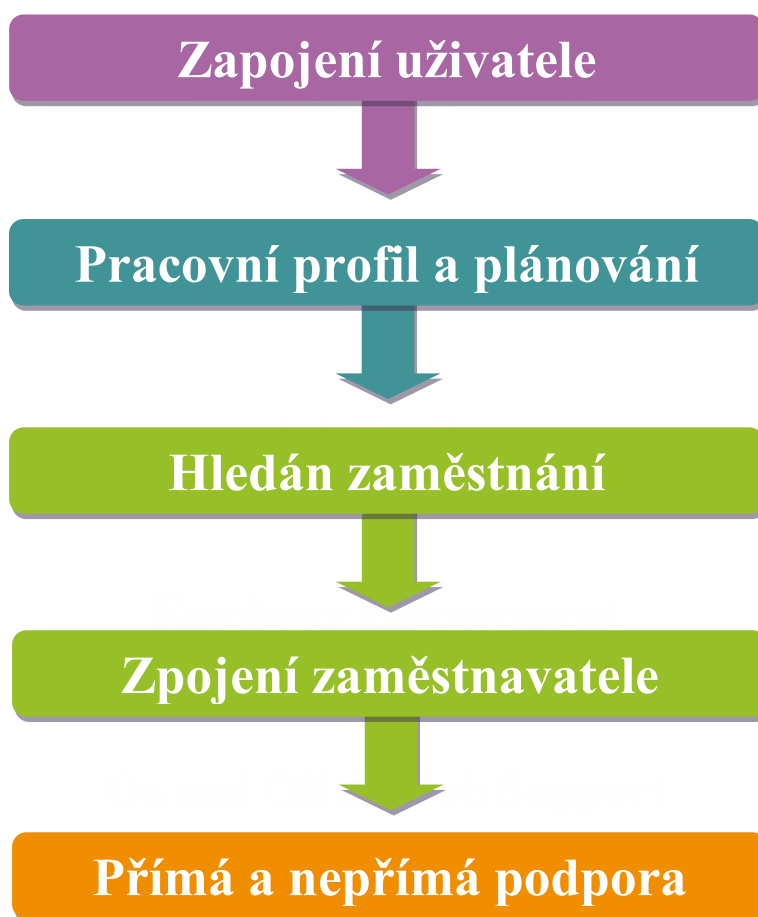 Zapojení uživatele
Pracovní profil a plánování
Hledán zaměstnání
Zpojení zaměstnavatele
Přímá a nepřímá podpora